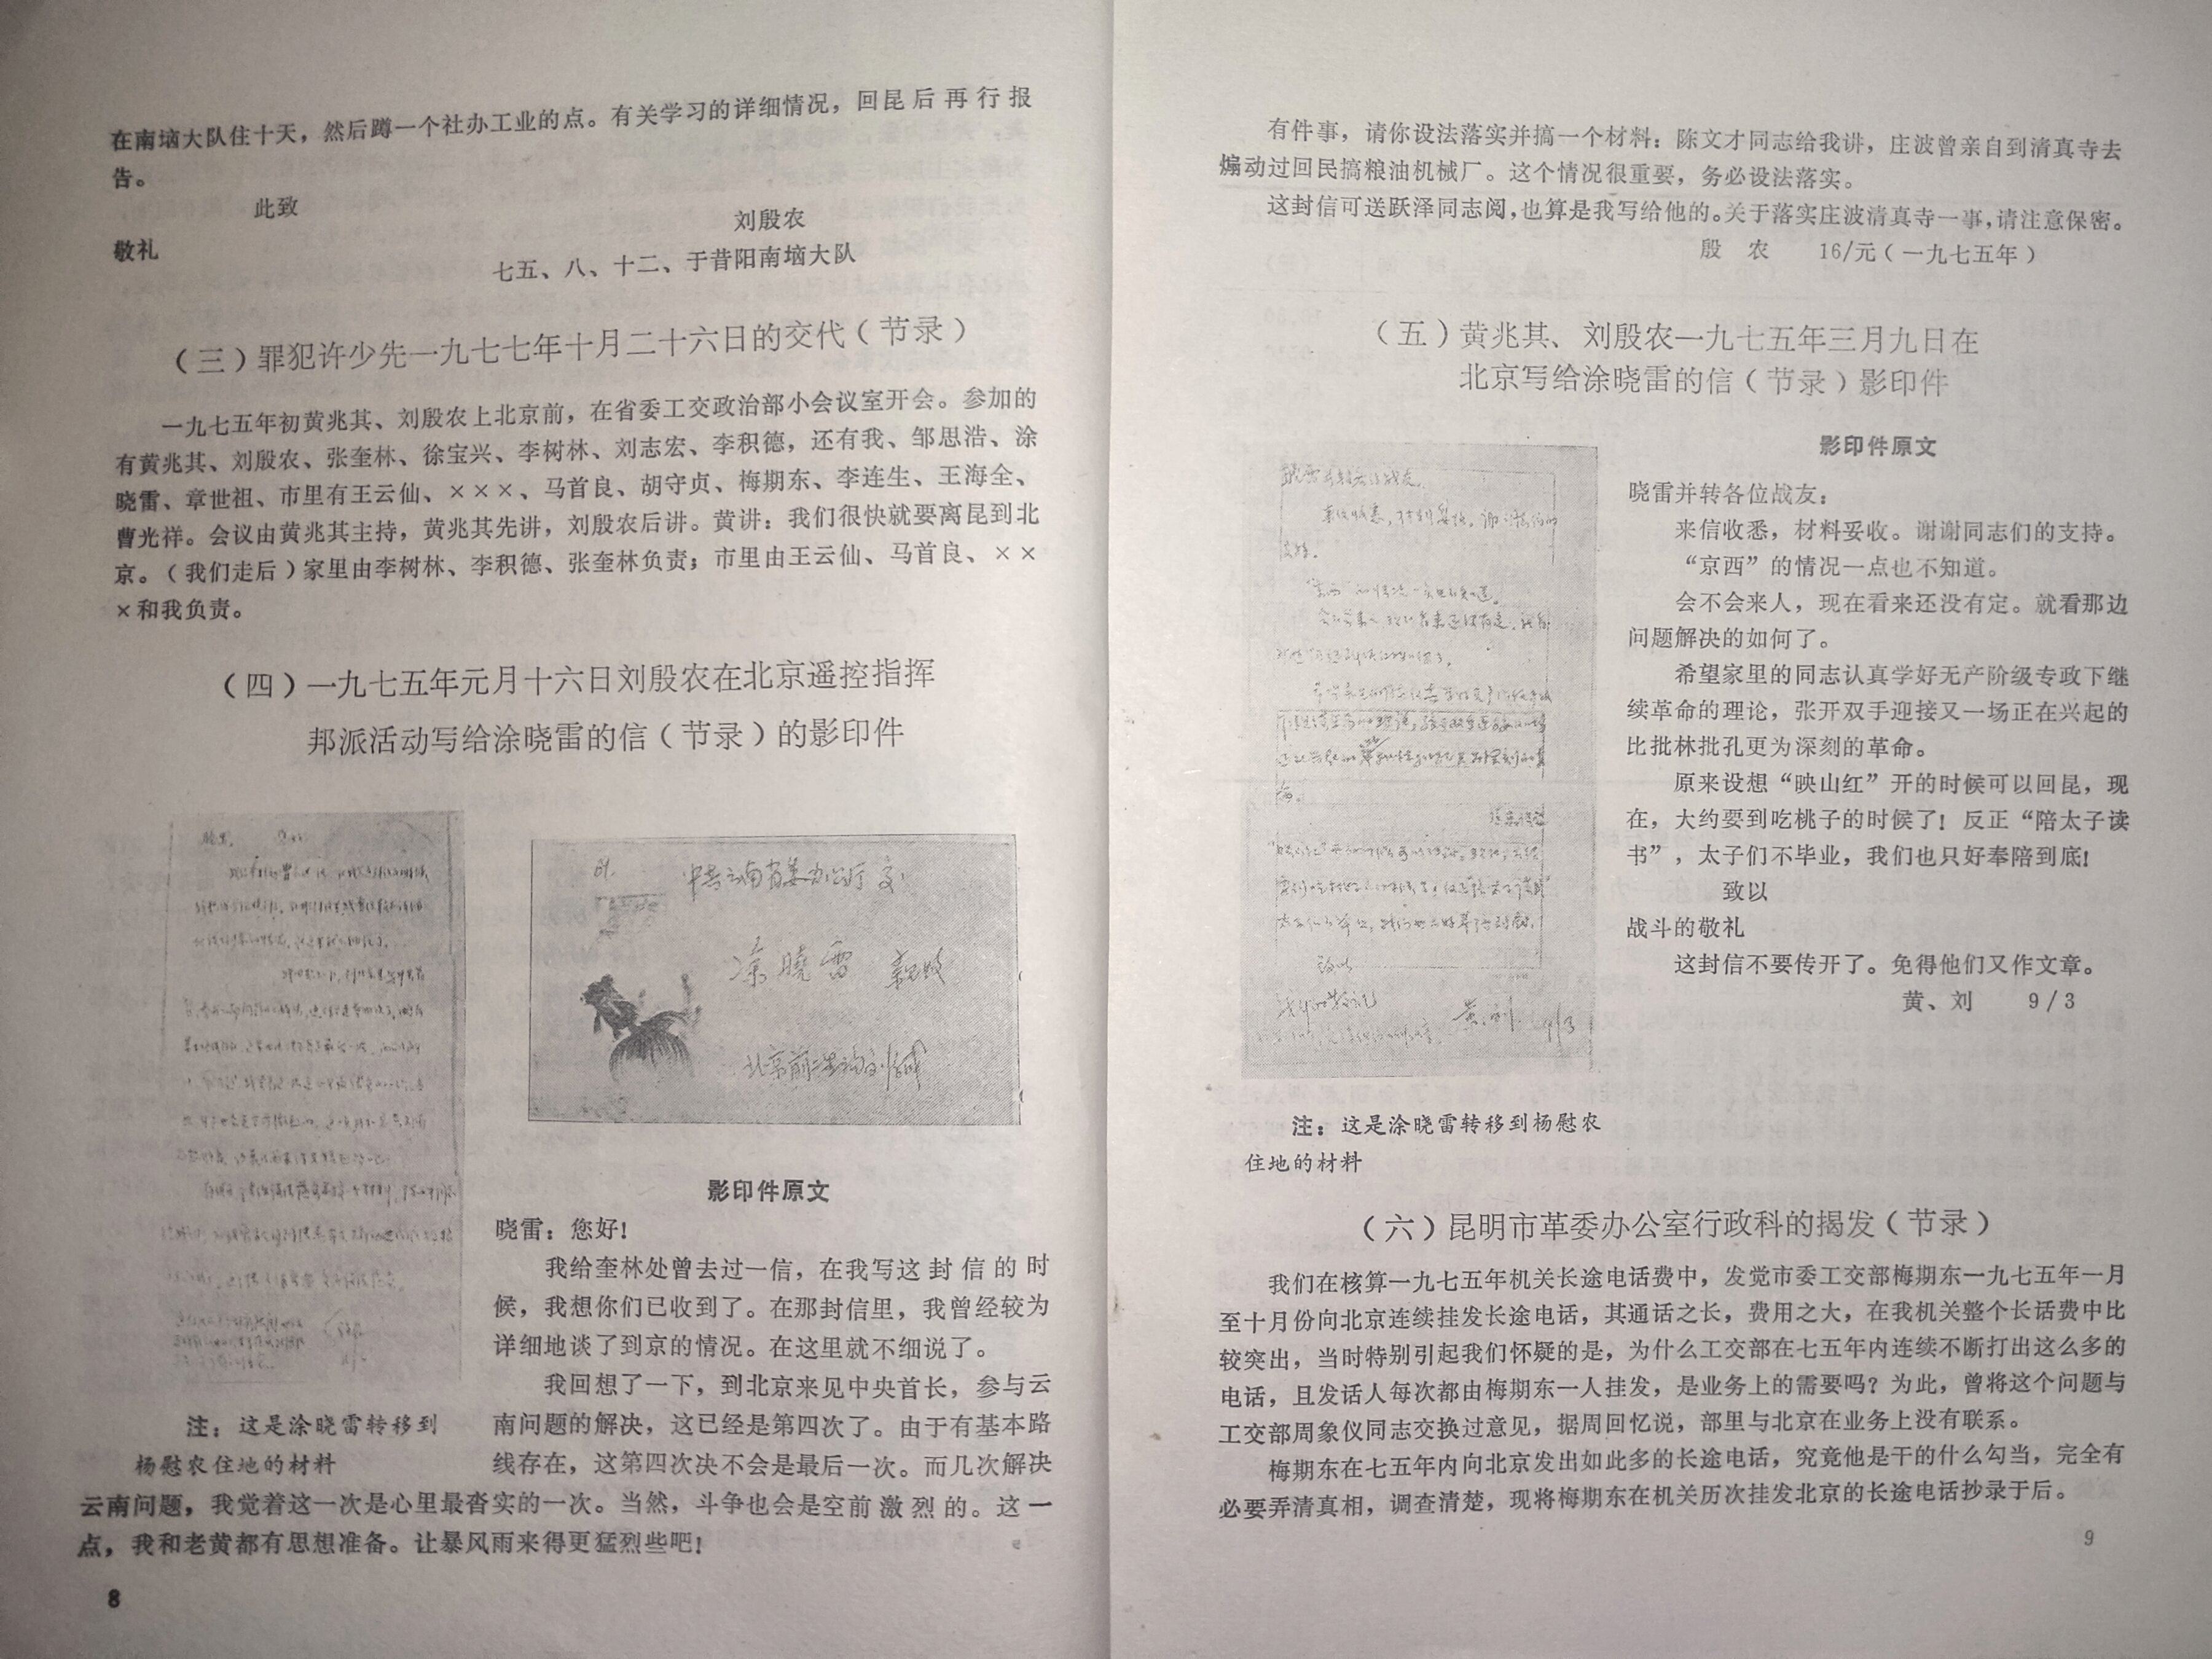 在南垴大队住十天，然后蹲一个社办工业的点。有关学习的详细情况，回昆后再行报
告。
此致
刘殷农
敬礼
七五、八、十二、于昔阳南垴大队
（三）罪犯许少先一九七七年十月二十六日的交代（节录）
一九七五年初黄兆其、刘殷农上北京前，在省委工交政治部小会议室开会。参加的
有黄兆其、刘殷农、张奎林、徐宝兴、李树林、刘志宏、李积德，还有我、邹思浩、涂
晓雷、章世祖、市里有王云仙、×××、马首良、胡守贞、梅期东、李连生、王海全、
曹光祥。会议由黄兆其主持，黄兆其先讲，刘殷农后讲。黄讲：我们很快就要离昆到北
京。（我们走后）家里由李树林、李积德、张奎林负责；市里由王云仙、马首良、××
×和我负责。
（四）一九七五年元月十六日刘殷农在北京遥控指挥
邦派活动写给涂晓雷的信（节录）的影印件
中共云南省委办公厅 交
涂晓雷
影印件原文
晓雷：您好！
我给奎林处曾去过一信，在我写这封信的时
候，我想你们已收到了。在那封信里，我曾经较为
详细地谈了到京的情况。在这里就不细说了。
我回想了一下，到北京来见中央首长，参与云
南问题的解决，这已经是第四次了。由于有基本路
线存在，这第四次决不会是最后一次。而几次解决
云南问题，我觉着这一次是心里最沓实的一次。当然，斗争也会是空前激烈的。这一
点，我和老黄都有思想准备。让暴风雨来得更猛烈些吧！
注：这是涂晓雷转移到
杨慰农住地的材料
8
有件事，请你设法落实并搞一个材料：陈文才同志给我讲，庄波曾亲自到清真寺去
煽动过回民搞粮油机械厂。这个情况很重要，务必设法落实。
这封信可送跃泽同志阅，也算是我写给他的。关于落实庄波清真寺一事，请注意保密。
殷 农 16/元（一九七五年）
（五）黄兆其、刘殷农一九七五年三月九日在
北京写给涂晓雷的信（节录）影印件
影印件原文
晓雷并转各位战友：
来信收悉，材料妥收。谢谢同志们的支持。
“京西”的情况一点也不知道。
会不会来人，现在看来还没有定。就看那边
问题解决的如何了。
希望家里的同志认真学好无产阶级专政下继
续革命的理论，张开双手迎接又一场正在兴起的
比批林批孔更为深刻的革命。
原来设想“映山红”开的时候可以回昆，现
在，大约要到吃桃子的时候了！反正“陪太子读
书”，太子们不毕业，我们也只好奉陪到底！
致以
战斗的敬礼
这封信不要传开了。免得他们又作文章。
黄、刘 9/3
注：这是涂晓雷转移到杨慰农
住地的材料
（六）昆明市革委办公室行政科的揭发（节录）
我们在核算一九七五年机关长途电话费中，发觉市委工交部梅期东一九七五年一月
至十月份向北京连续挂发长途电话，其通话之长，费用之大，在我机关整个长话费中比
较突出，当时特别引起我们怀疑的是，为什么工交部在七五年内连续不断打出这么多的
电话，且发话人每次都由梅期东一人挂发，是业务上的需要吗？为此，曾将这个问题与
工交部周象仪同志交换过意见，据周回忆说，部里与北京在业务上没有联系。
梅期东在七五年内向北京发出如此多的长途电话，究竟他是干的什么勾当，完全有
必要弄清真相，调查清楚，现将梅期东在机关历次挂发北京的长途电话抄录于后。
9